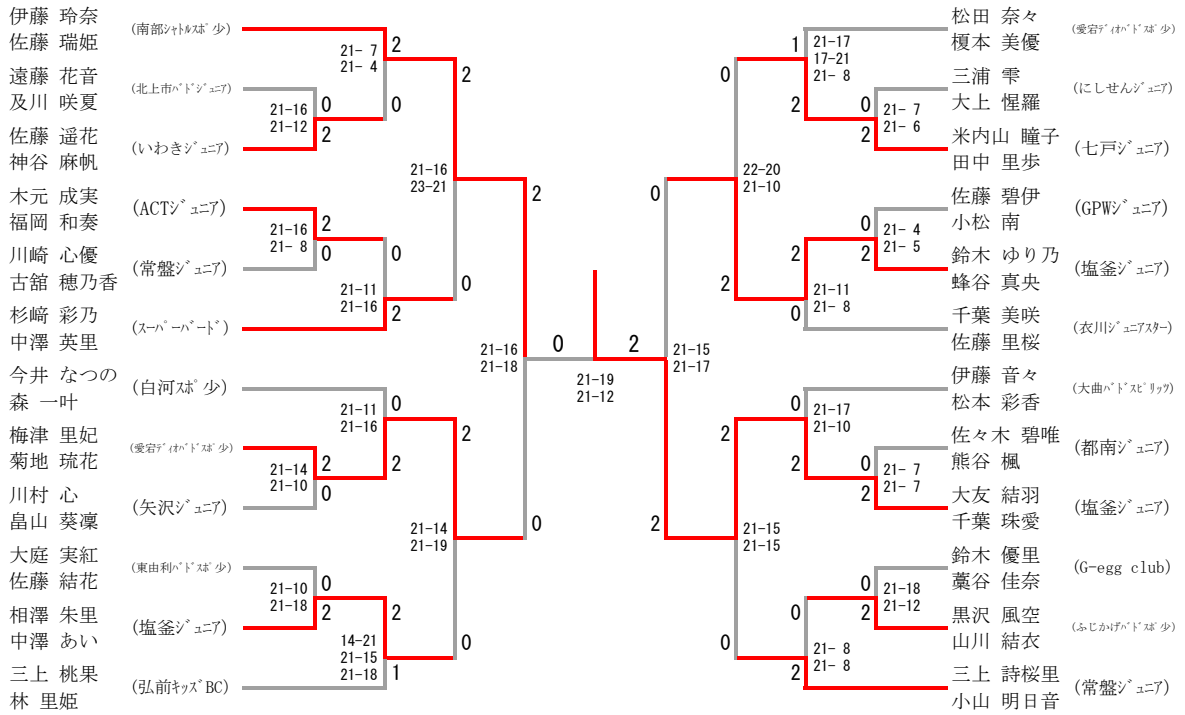 伊藤 玲奈
佐藤 瑞姫
(南部シャトルスポ少)
遠藤 花音
及川 咲夏
(北上市バドジュニア)
佐藤 遥花
神谷 麻帆
(いわきジュニア)
木元 成実
福岡 和奏
(ACTジュニア)
川崎 心優
古舘 穂乃香
(常盤ジュニア)
杉﨑 彩乃
中澤 英里
(スーパーバード)
今井 なつの
森 一叶
(白河スポ少)
梅津 里妃
菊地 琉花
(愛宕ディオバドスポ少)
川村 心
畠山 葵凜
(矢沢ジュニア)
大庭 実紅
佐藤 結花
(東由利バドスポ少)
相澤 朱里
中澤 あい
(塩釜ジュニア)
三上 桃果
林 里姫
(弘前キッズBC)
21- 7
21- 4
2
0
21-16
21-12
0
2
21-16
21- 8
2
0
21-11
21-16
0
2
21-16
23-21
2
0
21-11
21-16
0
2
21-14
21-10
2
0
21-10
21-18
0
2
14-21
21-15
21-18
2
1
21-14
21-19
2
0
21-16
21-18
2
0
0
2
21-19
21-12
21-15
21-17
0
2
22-20
21-10
0
2
21-17
17-21
21- 8
1
2
21- 7
21- 6
0
2
21- 4
21- 5
0
2
21-11
21- 8
2
0
21-17
21-10
0
2
21- 7
21- 7
0
2
21-15
21-15
2
0
21-18
21-12
0
2
21- 8
21- 8
0
2
松田 奈々
榎本 美優
(愛宕ディオバドスポ少)
三浦 雫
大上 惺羅
(にしせんジュニア)
米内山 瞳子
田中 里歩
(七戸ジュニア)
佐藤 碧伊
小松 南
(GPWジュニア)
鈴木 ゆり乃
蜂谷 真央
(塩釜ジュニア)
千葉 美咲
佐藤 里桜
(衣川ジュニアスター)
伊藤 音々
松本 彩香
(大曲バドスピリッツ)
佐々木 碧唯
熊谷 楓
(都南ジュニア)
大友 結羽
千葉 珠愛
(塩釜ジュニア)
鈴木 優里
藁谷 佳奈
(G-egg club)
黒沢 風空
山川 結衣
(ふじかげバドスポ少)
三上 詩桜里
小山 明日音
(常盤ジュニア)